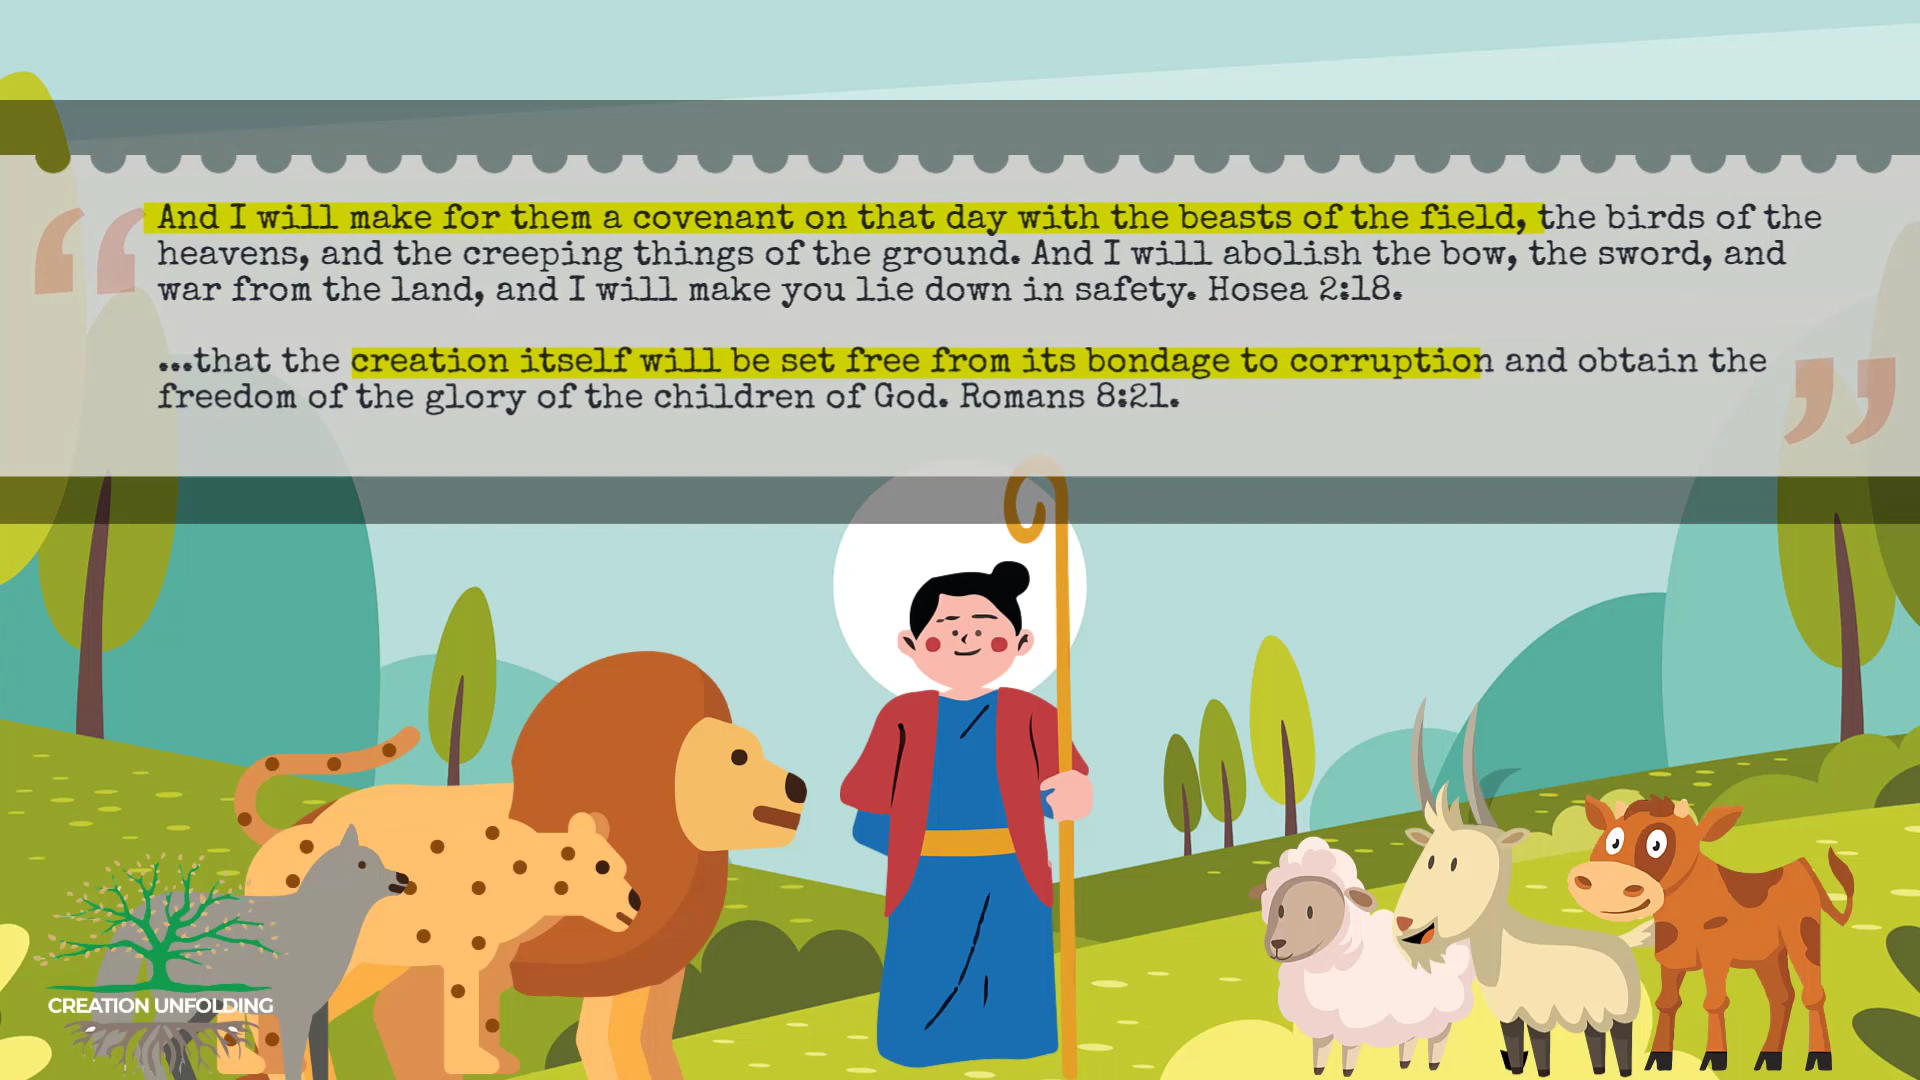 And I will make for them a covenant on that day with the beasts of the field, the birds of the
heavens, and the creeping things of the ground. And I will abolish the bow, the sword, and
war from the land, and I will make you lie down in safety. Hosea 2:18.
...that the creation itself will be set free from its bondage to corruption and obtain the
freedom of the glory of the children of God. Romans 8:21.
CREATION UNFOLDING